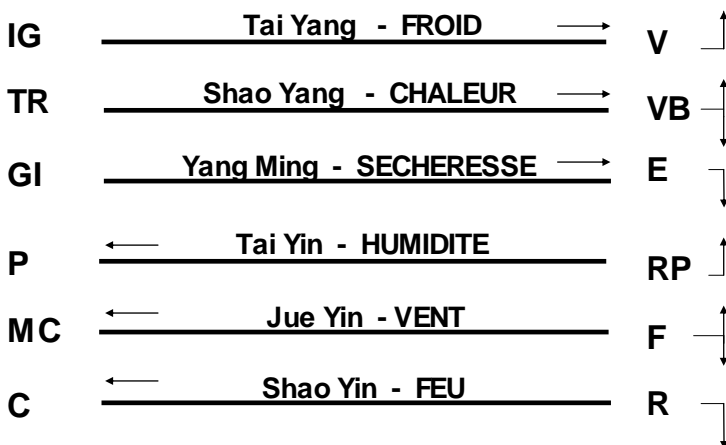 IG Tai Yang - FROID V
TR Shao Yang - CHALEUR VB
GI Yang Ming - SECHERESSE E
P Tai Yin - HUMIDITE RP
MC Jue Yin - VENT F
C Shao Yin - FEU R